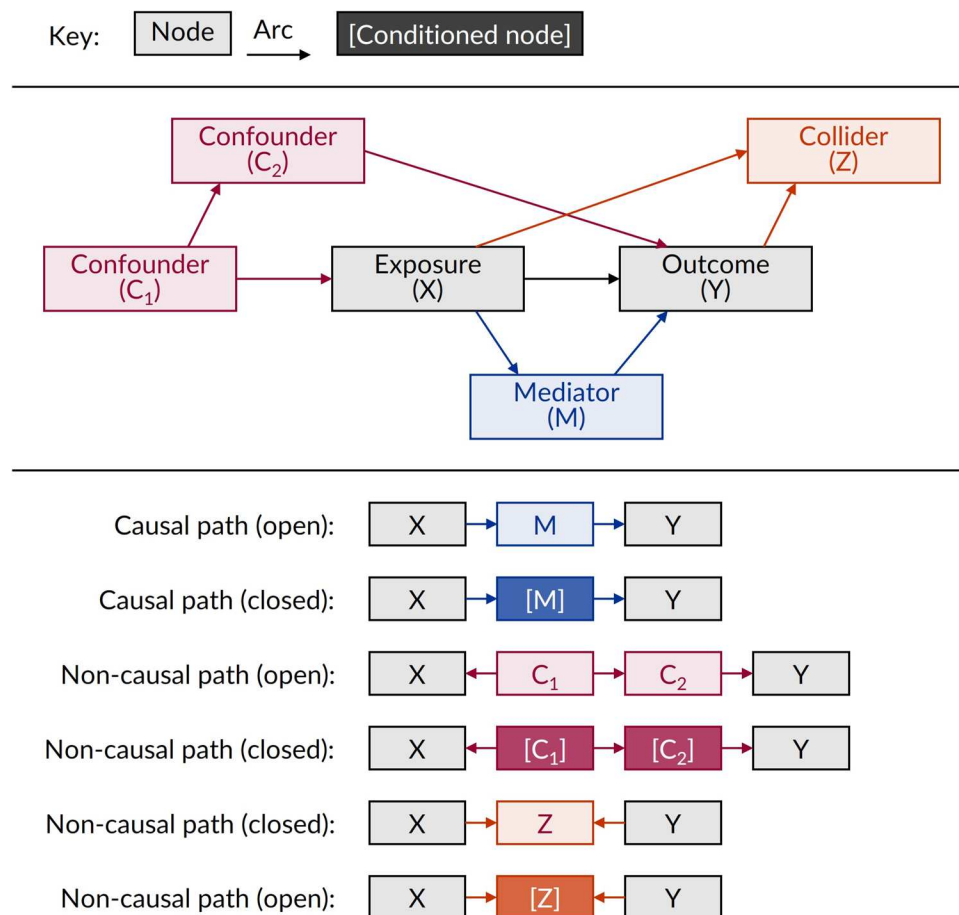 Key: Node Arc [Conditioned node]
Confounder
(C₂)
Collider
(Z)
Confounder
(C₁)
Exposure
(X)
Outcome
(Y)
Mediator
(M)
Causal path (open): X M Y
Causal path (closed): X [M] Y
Non-causal path (open): X C₁ C₂ Y
Non-causal path (closed): X [C₁] [C₂] Y
Non-causal path (closed): X Z Y
Non-causal path (open): X [Z] Y